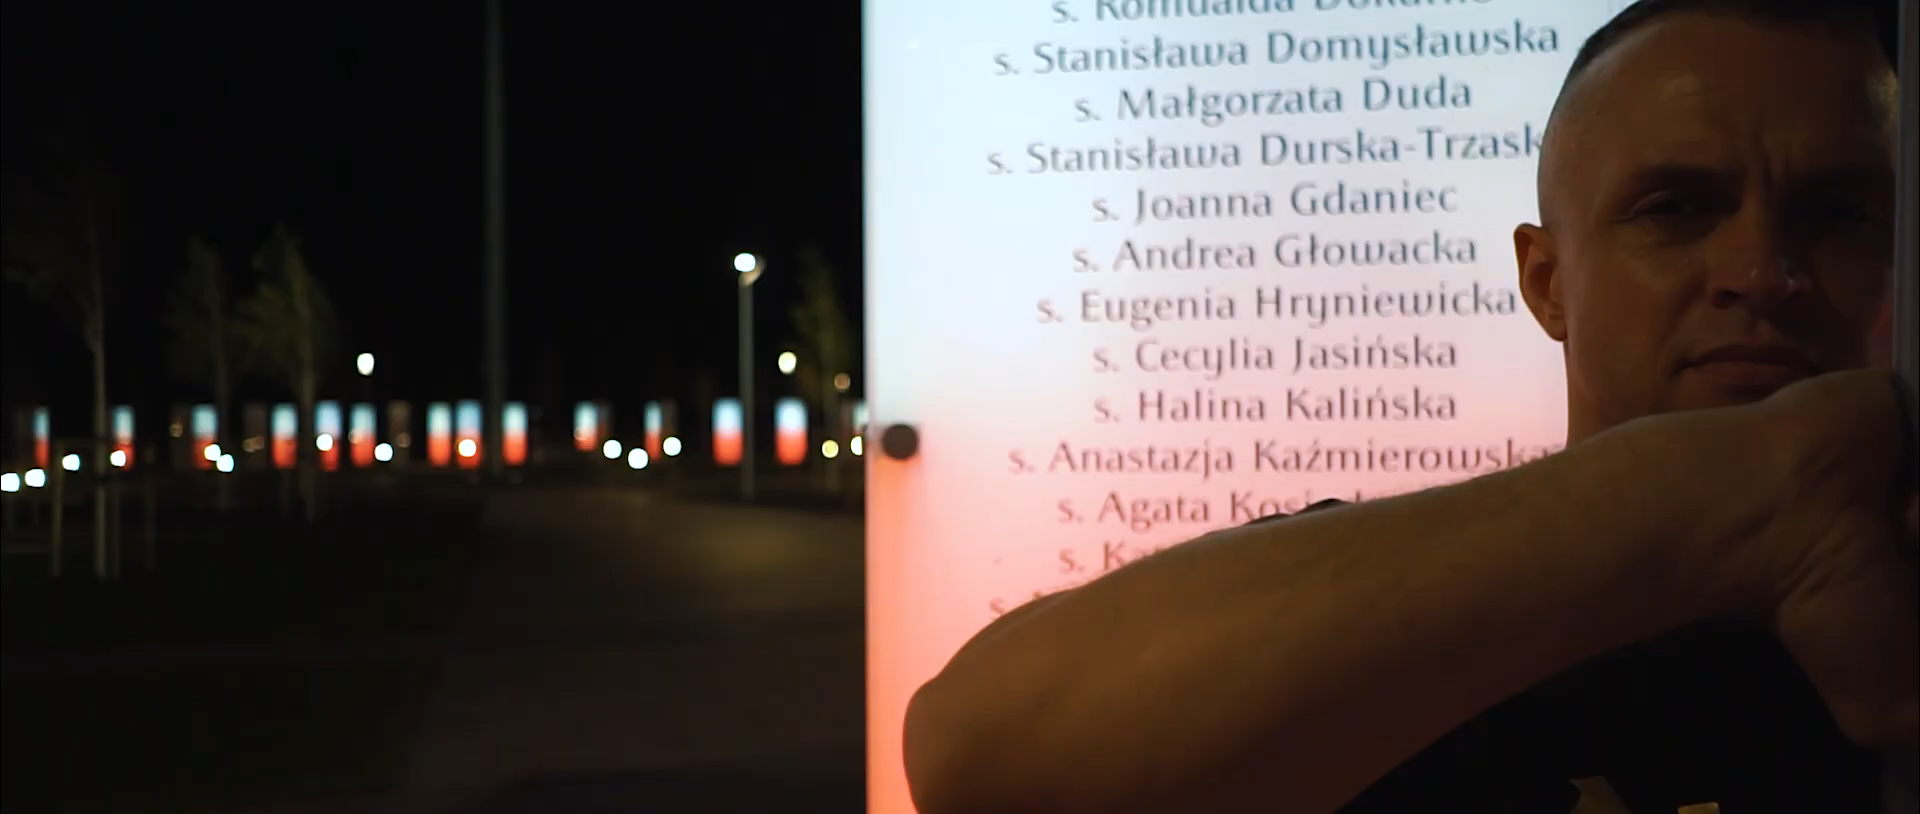 s. Romualda
s. Stanisława Domysławska
s. Małgorzata Duda
s. Stanisława Durska-Trzask
s. Joanna Gdaniec
s. Andrea Głowacka
s. Eugenia Hryniewicka
s. Cecylia Jasińska
s. Halina Kalińska
s. Anastazja Kaźmierowska
s. Agata
s.
s.